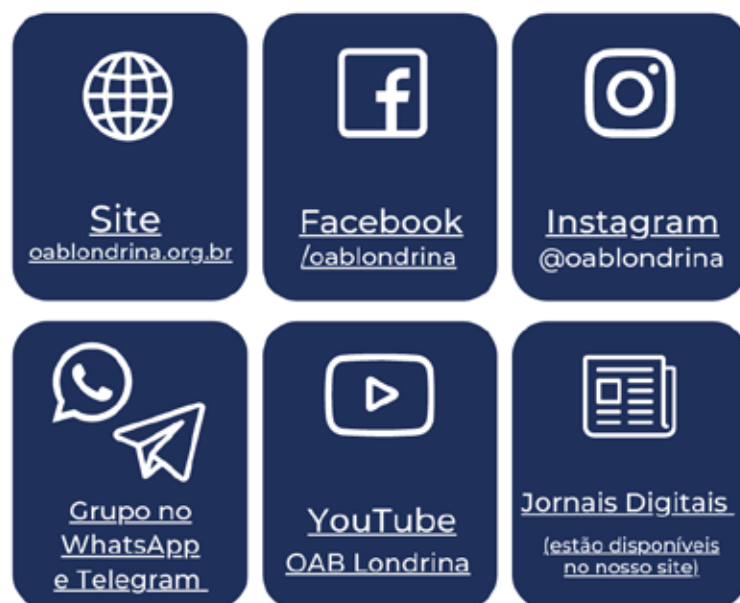 Site
oablondrina.org.br
Facebook
/oablondrina
Instagram
@oablondrina
Grupo no
WhatsApp
e Telegram
YouTube
OAB Londrina
Jornais Digitais
(estão disponíveis
no nosso site)